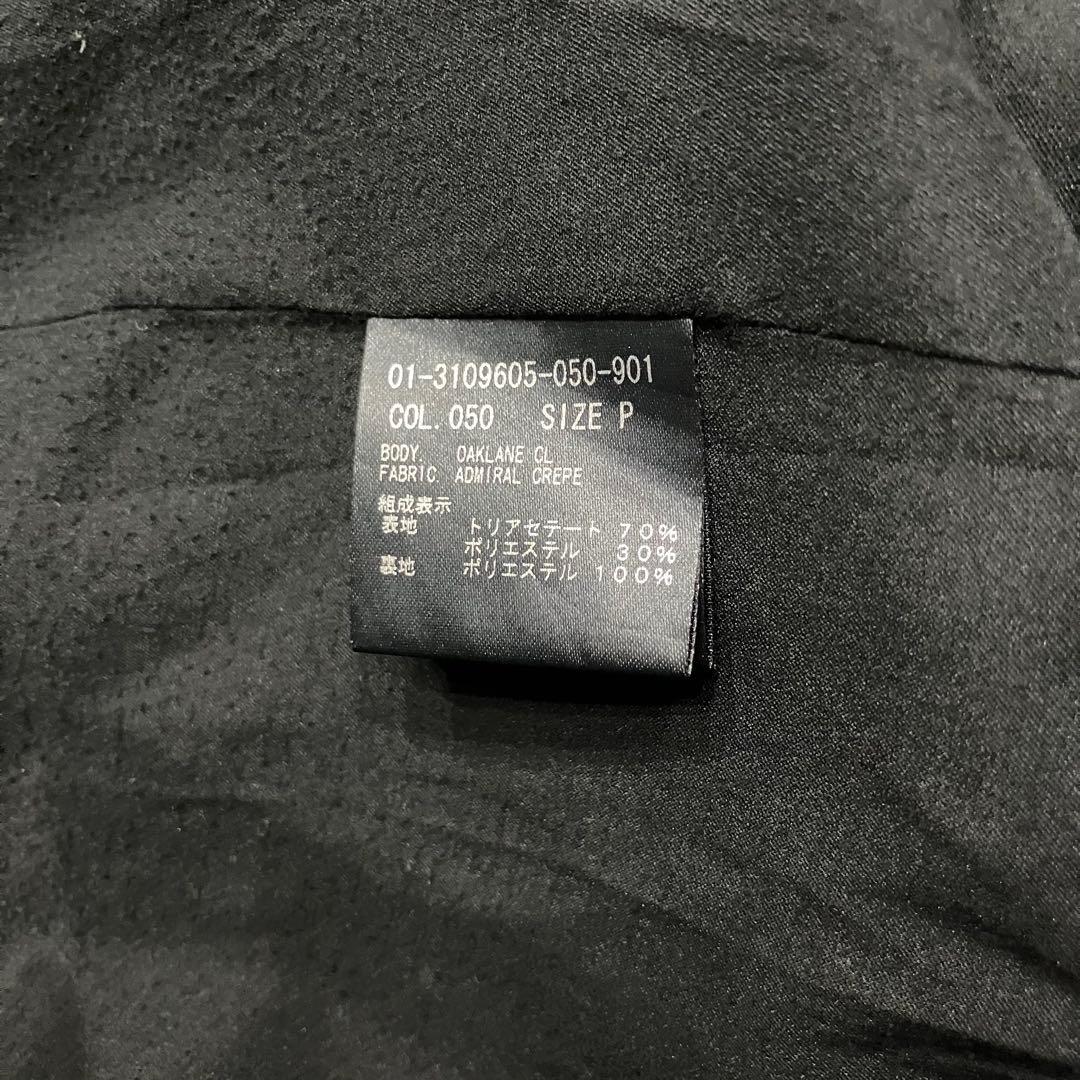 01-3109605-050-901
COL. 050 SIZE P
BODY. OAKLANE CL
FABRIC ADMIRAL CREPE
組成表示
表地 トリアセテート 70%
ポリエステル 30%
裏地 ポリエステル 100%